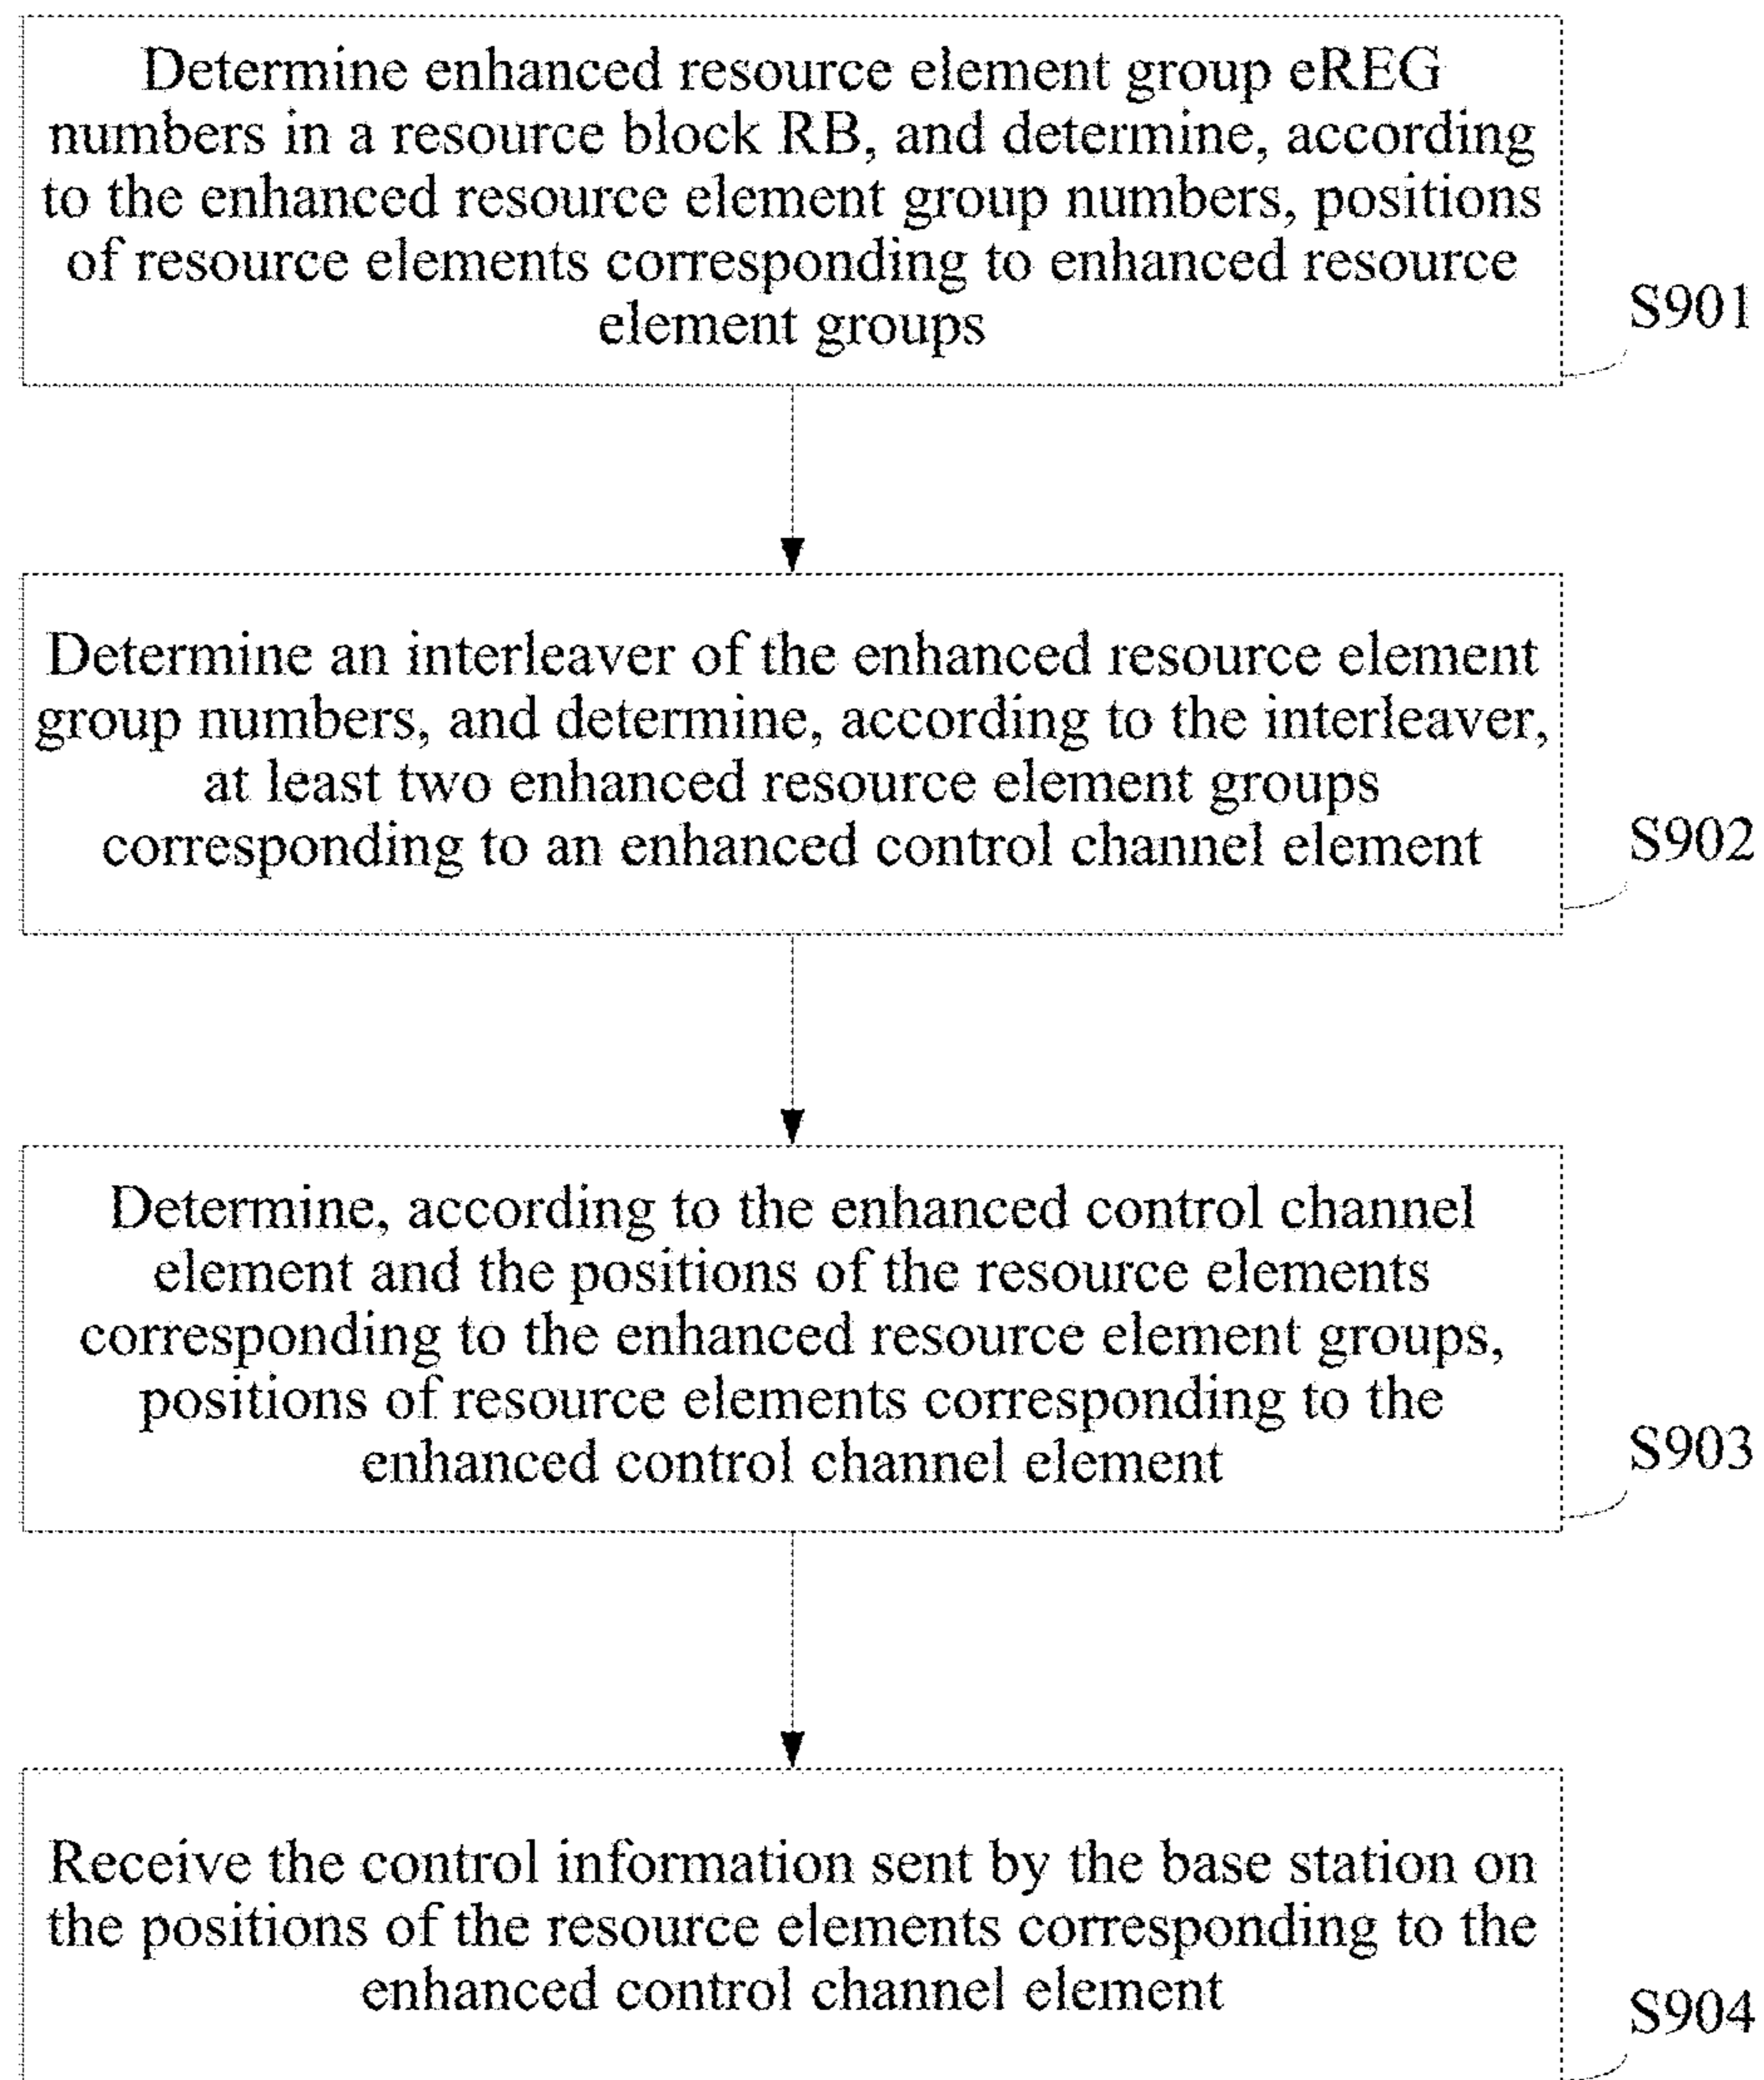 Determine enhanced resource element group eREG
numbers in a resource block RB, and determine, according
to the enhanced resource element group numbers, positions
of resource elements corresponding to enhanced resource
element groups
S901
Determine an interleaver of the enhanced resource element
group numbers, and determine, according to the interleaver,
at least two enhanced resource element groups
corresponding to an enhanced control channel element
S902
Determine, according to the enhanced control channel
element and the positions of the resource elements
corresponding to the enhanced resource element groups,
positions of resource elements corresponding to the
enhanced control channel element
S903
Receive the control information sent by the base station on
the positions of the resource elements corresponding to the
enhanced control channel element
S904